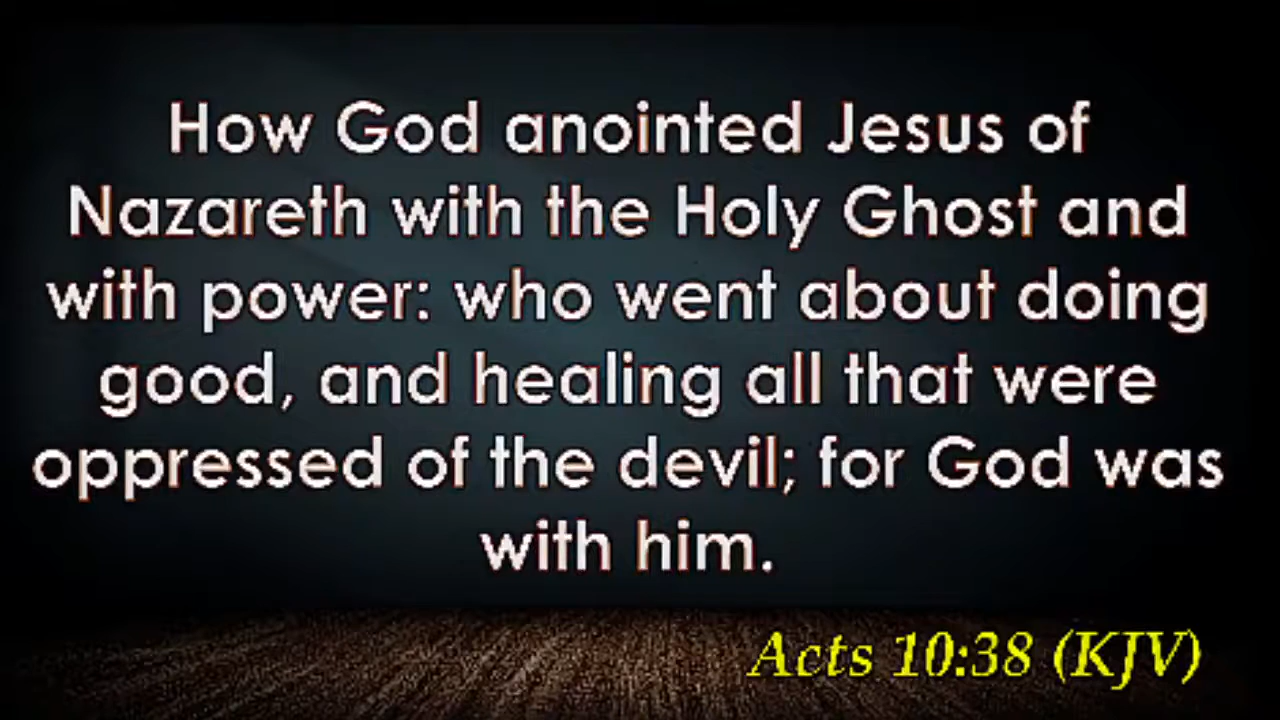 How God anointed Jesus of
Nazareth with the Holy Ghost and
with power: who went about doing
good, and healing all that were
oppressed of the devil; for God was
with him.
Acts 10:38 (KJV)